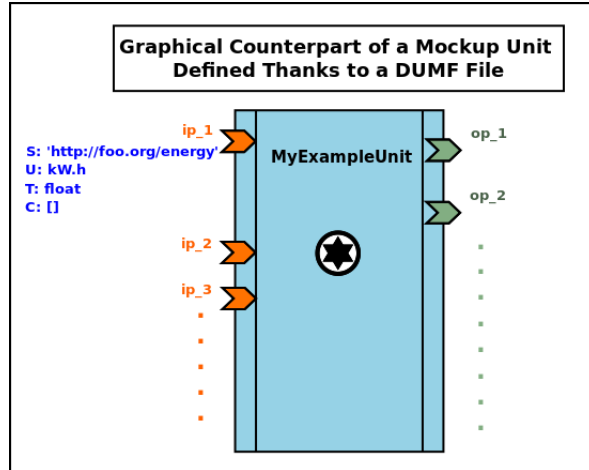 Graphical Counterpart of a Mockup Unit
Defined Thanks to a DUMF File
ip_1
S: 'http://foo.org/energy'
U: kW.h
T: float
C: []
MyExampleUnit
op_1
op_2
ip_2
ip_3